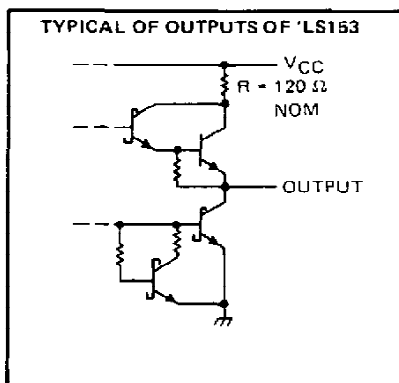 TYPICAL OF OUTPUTS OF 'LS153
VCC
R = 120 Ω
NOM
OUTPUT